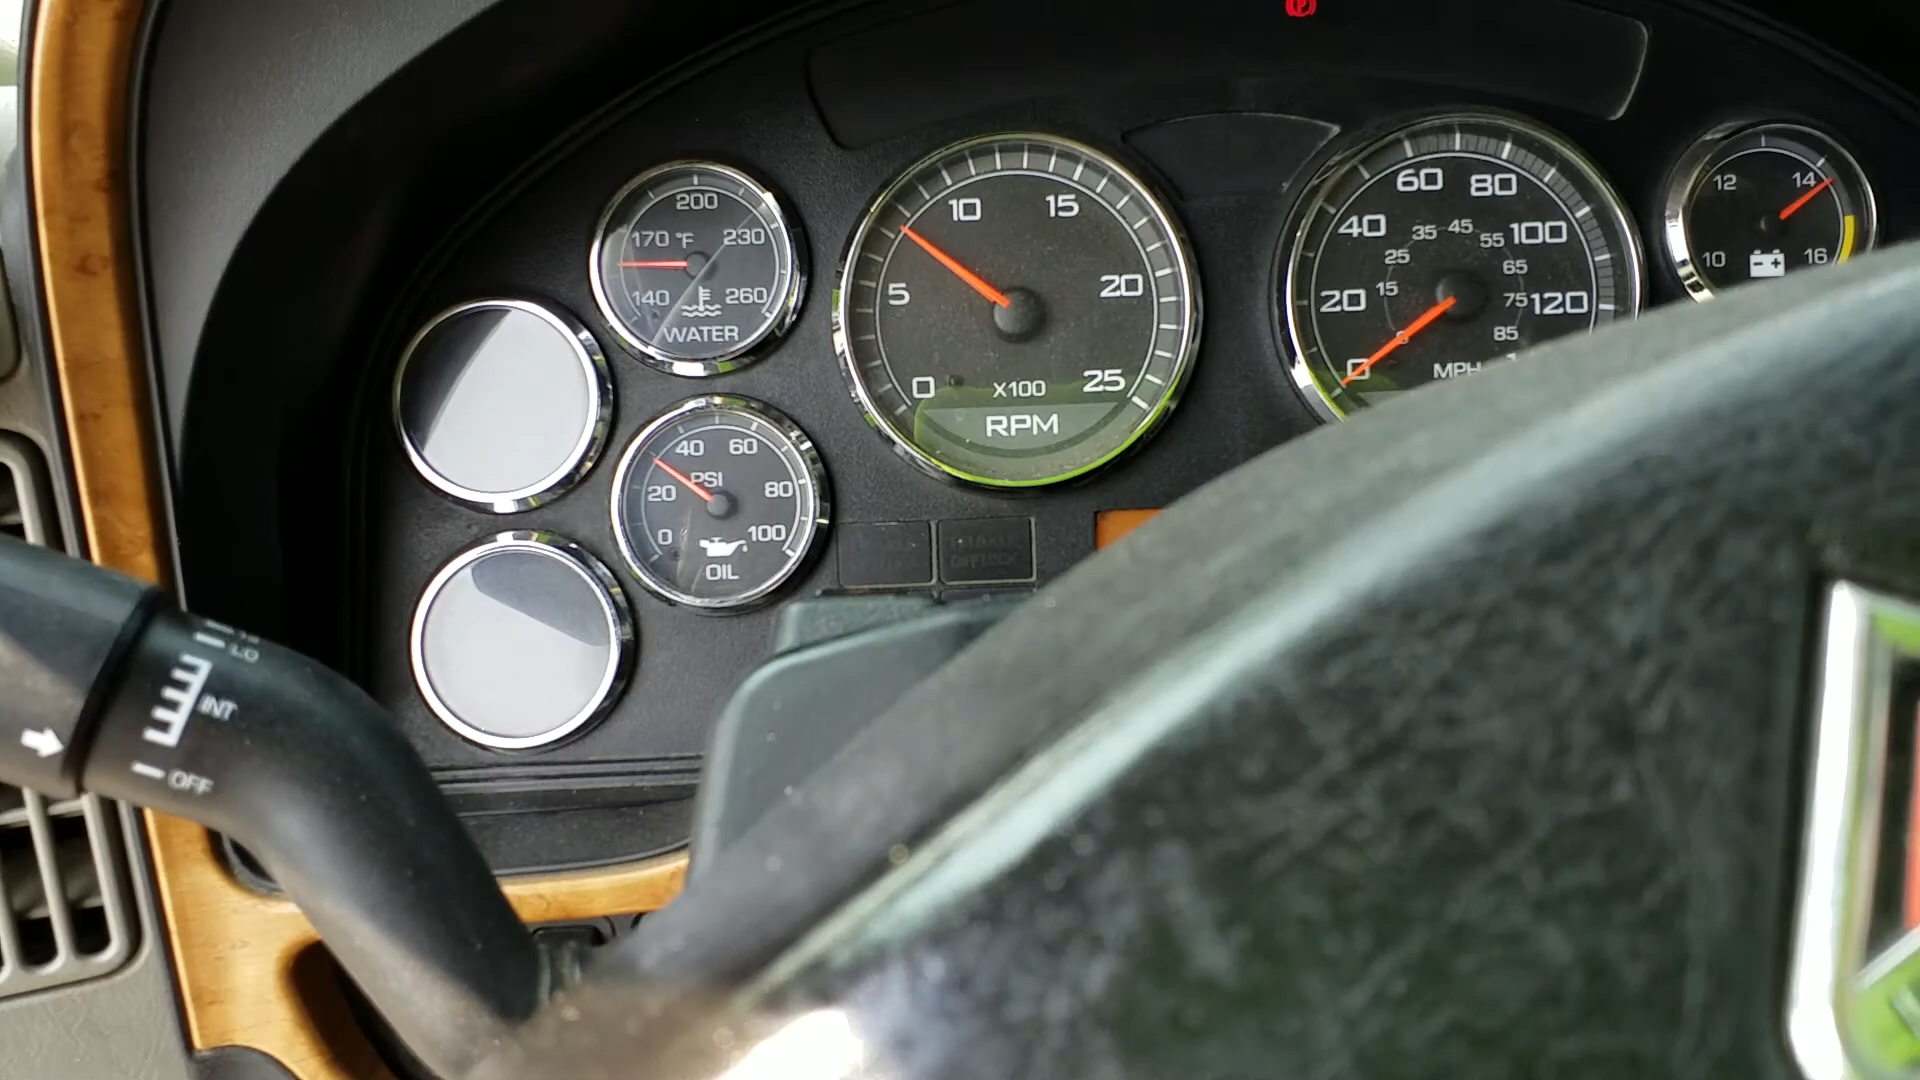 P
200
170 °F 230
140 260
WATER
40 60
PSI
20 80
0 100
OIL
10 15
5 20
0 25
X100
RPM
60 80
40 100
20 120
0
35 45 55
25 65
15 75
85
MPH
12 14
10 16
- +
LO
INT
OFF